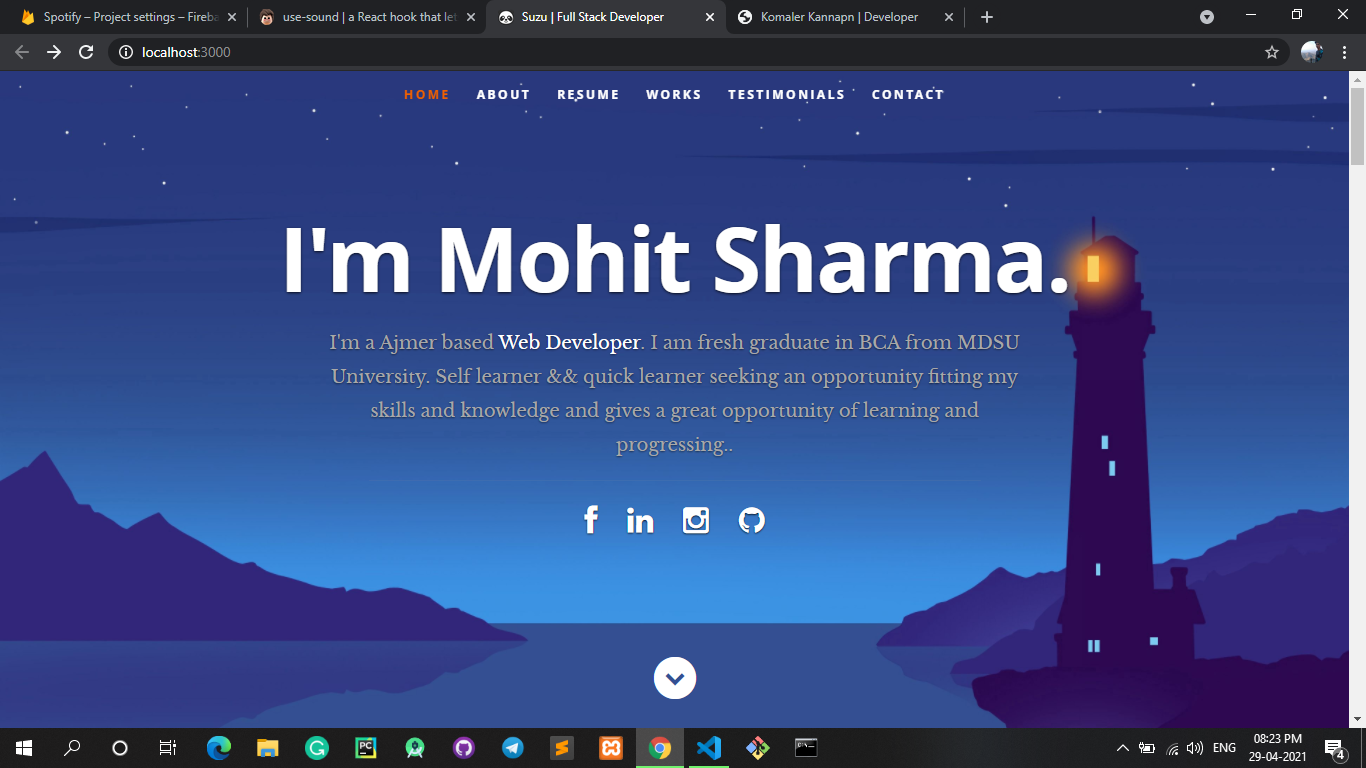 Spotify – Project settings – Fireba
use-sound | a React hook that let
Suzu | Full Stack Developer
Komaler Kannapn | Developer
localhost:3000
HOME ABOUT RESUME WORKS TESTIMONIALS CONTACT
I'm Mohit Sharma.
I'm a Ajmer based Web Developer. I am fresh graduate in BCA from MDSU
University. Self learner && quick learner seeking an opportunity fitting my
skills and knowledge and gives a great opportunity of learning and
progressing..
ENG
08:23 PM
29-04-2021
4